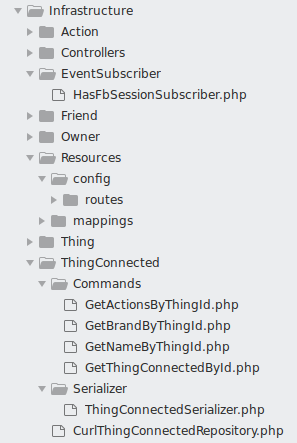 Infrastructure
Action
Controllers
EventSubscriber
HasFbSessionSubscriber.php
Friend
Owner
Resources
config
routes
mappings
Thing
ThingConnected
Commands
GetActionsByThingId.php
GetBrandByThingId.php
GetNameByThingId.php
GetThingConnectedById.php
Serializer
ThingConnectedSerializer.php
CurlThingConnectedRepository.php